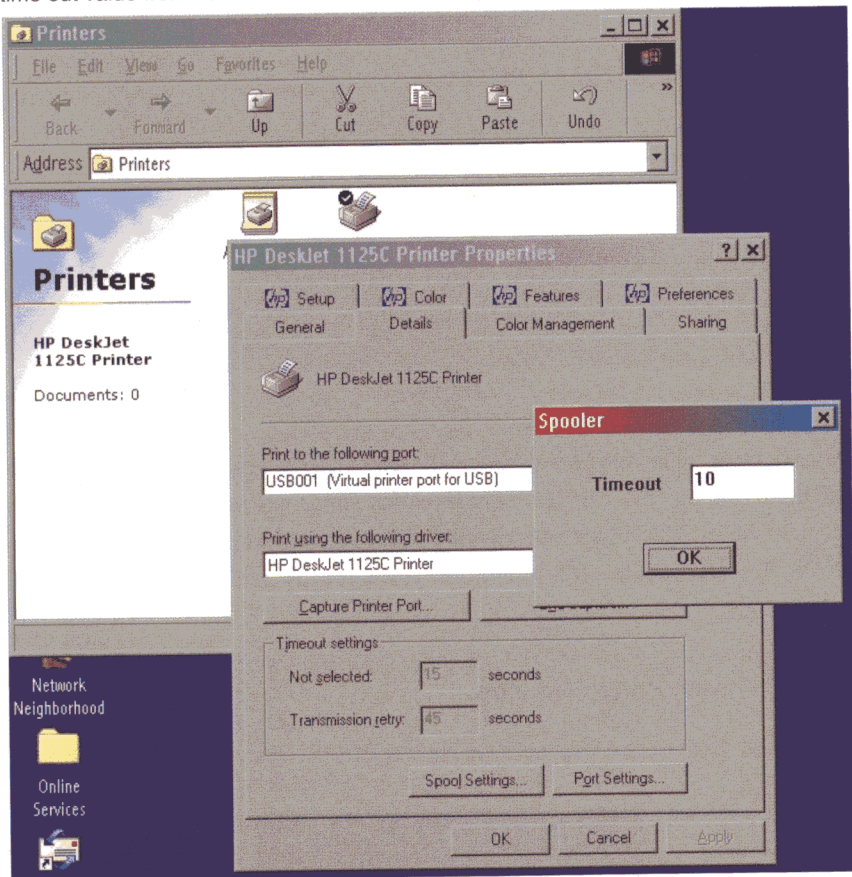 Printers
File Edit View Go Favorites Help
Back Forward Up Cut Copy Paste Undo »
Address Printers
Printers
HP DeskJet
1125C Printer
Documents: 0
HP DeskJet 1125C Printer Properties
Setup Color Features Preferences
General Details Color Management Sharing
HP DeskJet 1125C Printer
Print to the following port:
USB001 (Virtual printer port for USB)
Print using the following driver:
HP DeskJet 1125C Printer
Capture Printer Port...
Timeout settings
Not selected: 15 seconds
Transmission retry: 45 seconds
Spool Settings... Port Settings...
OK Cancel Apply
Spooler
Timeout 10
OK
Network
Neighborhood
Online
Services